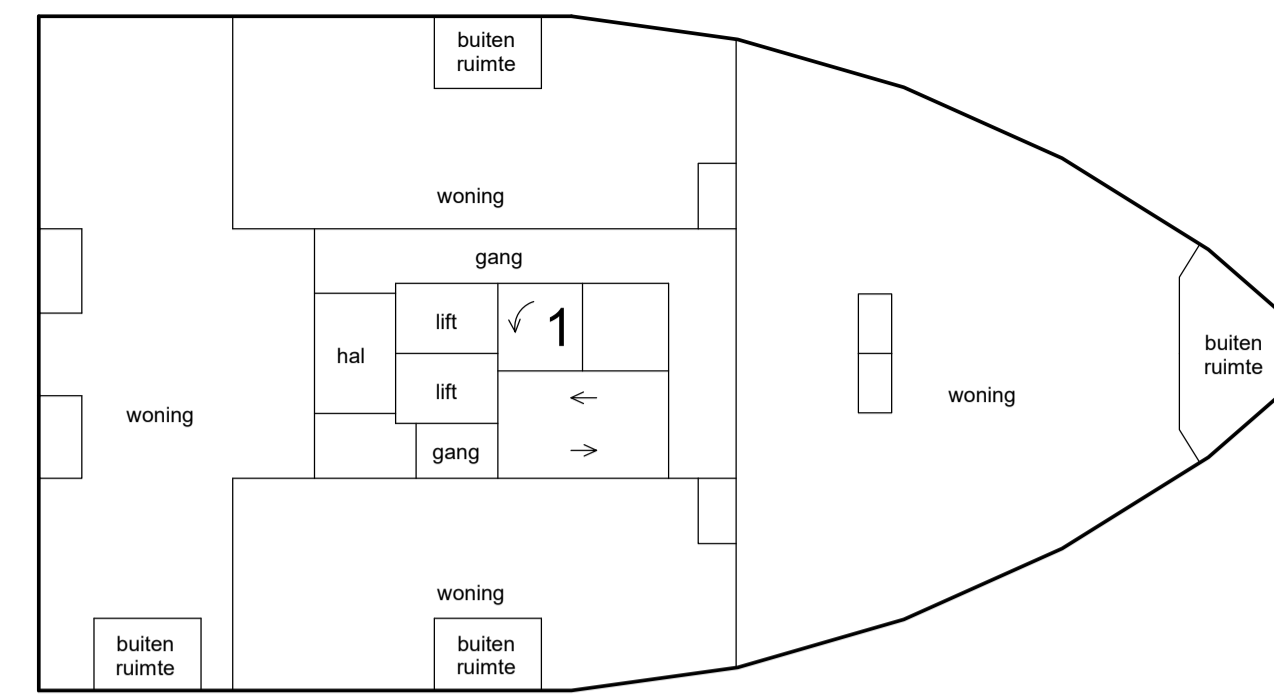 buiten
ruimte
woning
gang
lift
1
hal
lift
buiten
ruimte
woning
woning
gang
woning
buiten
ruimte
buiten
ruimte